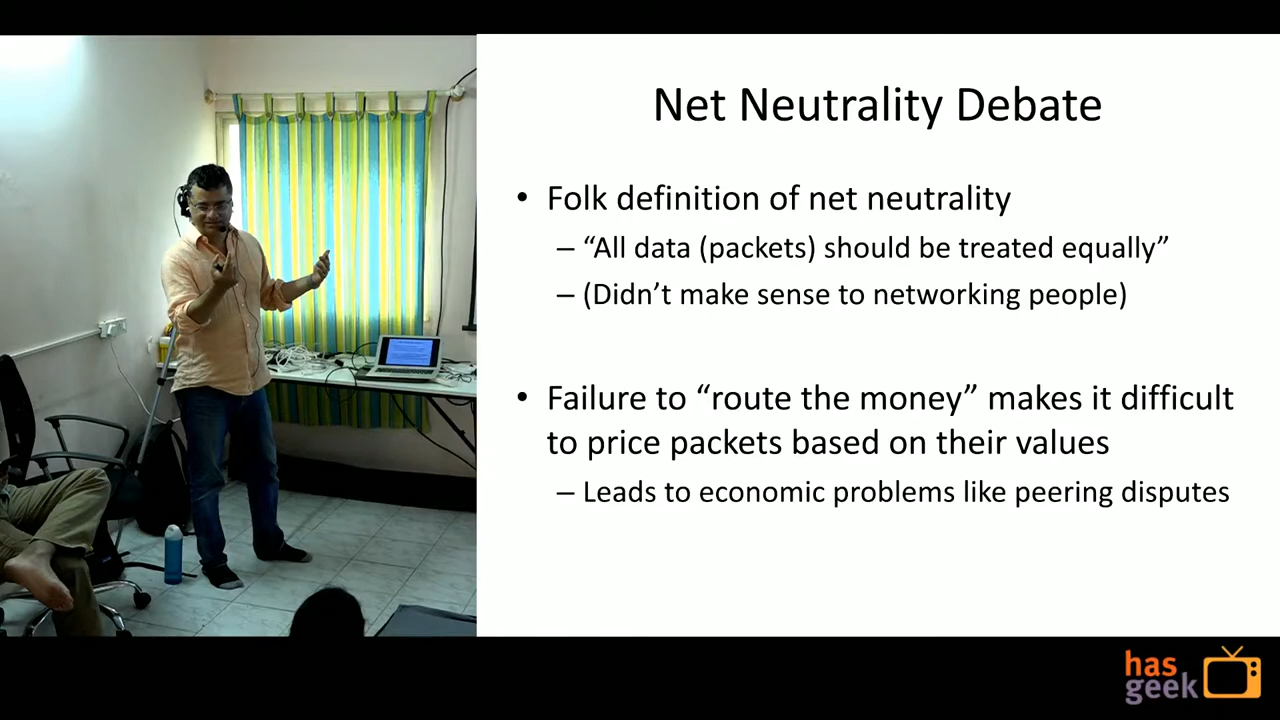 Net Neutrality Debate
• Folk definition of net neutrality
– “All data (packets) should be treated equally”
– (Didn’t make sense to networking people)
• Failure to “route the money” makes it difficult
to price packets based on their values
– Leads to economic problems like peering disputes
has
geek